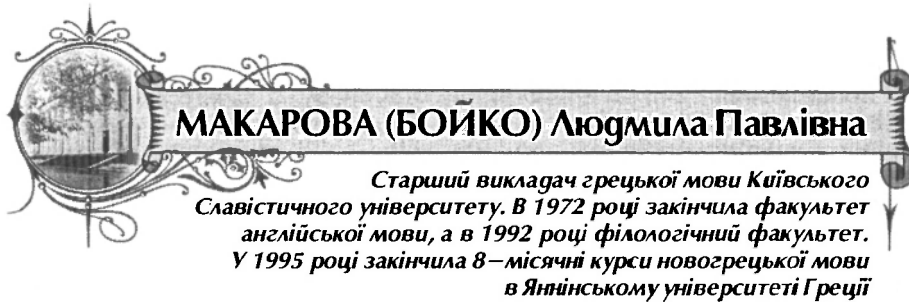 МАКАРОВА (БОЙКО) Людмила Павлівна
Старший викладач грецької мови Київського
Славістичного університету. В 1972 році закінчила факультет
англійської мови, а в 1992 році філологічний факультет.
У 1995 році закінчила 8–місячні курси новогрецької мови
в Яннінському університеті Греції